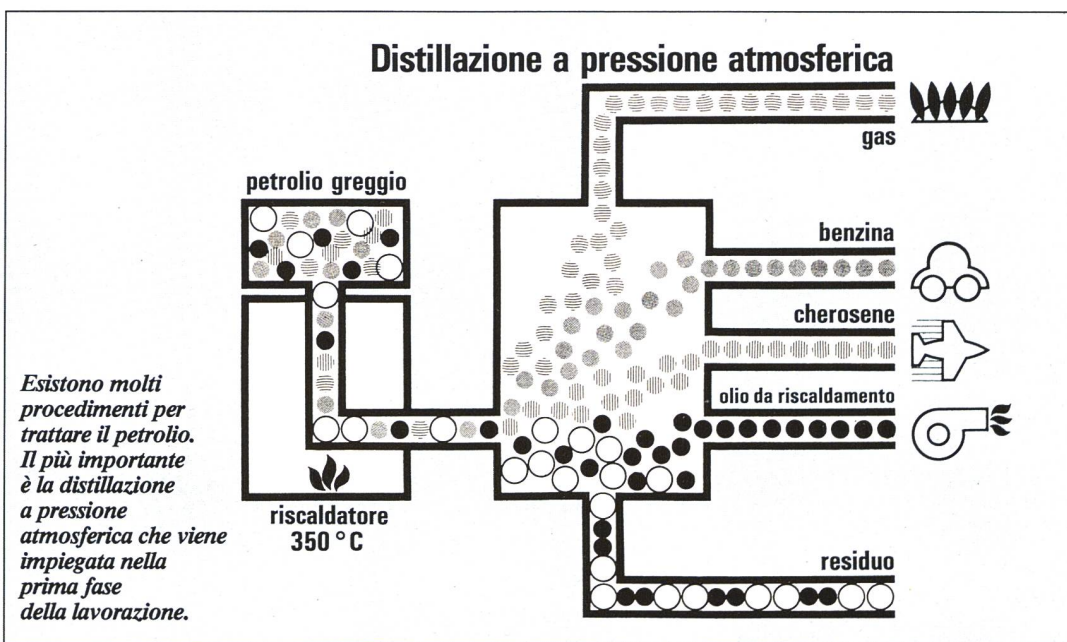 Distillazione a pressione atmosferica
gas
petrolio greggio
benzina
cherosene
olio da riscaldamento
Esistono molti
procedimenti per
trattare il petrolio.
Il più importante
è la distillazione
a pressione
atmosferica che viene
impiegata nella
prima fase
della lavorazione.
riscaldatore
350 °C
residuo